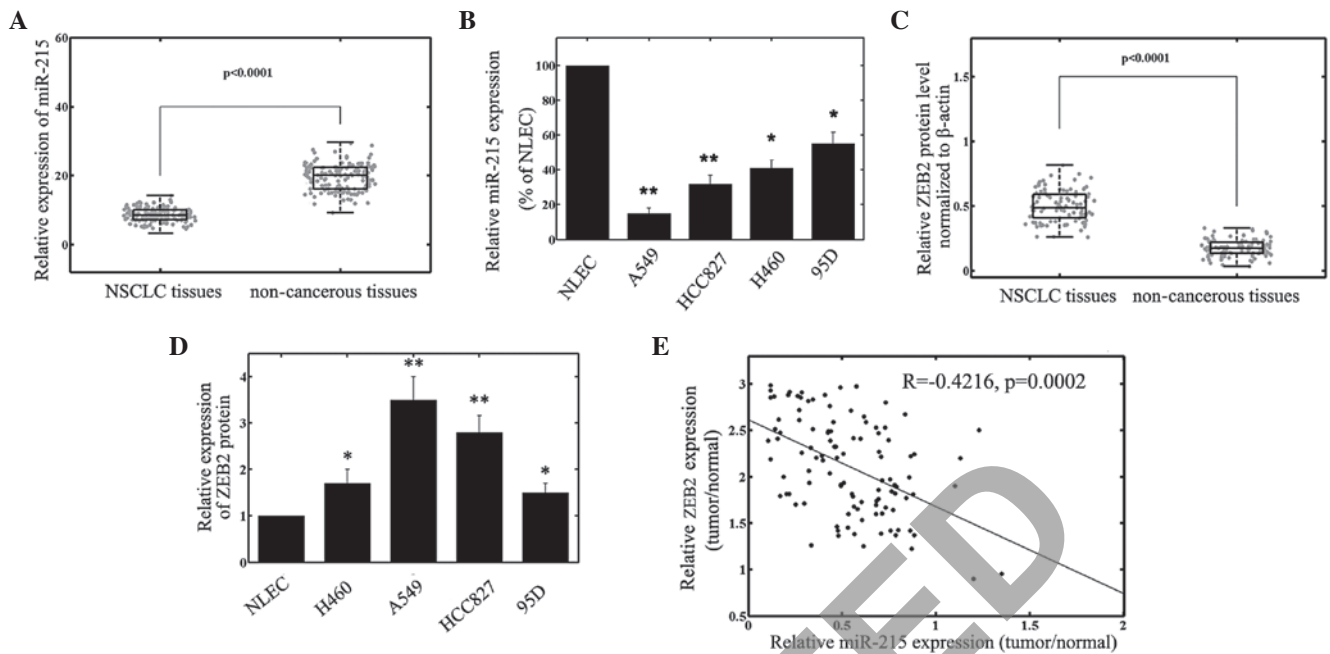 A
Relative expression of miR-215
60
40
20
0
p<0.0001
NSCLC tissues
non-cancerous tissues
B
Relative miR-215 expression
(% of NLEC)
100
80
60
40
20
0
**
**
*
*
NLEC
A549
HCC827
H460
95D
C
Relative ZEB2 protein level
normalized to β-actin
1.5
1
0.5
0
p<0.0001
NSCLC tissues
non-cancerous tissues
D
Relative expression
of ZEB2 protein
4
3
2
1
0
*
**
**
*
NLEC
H460
A549
HCC827
95D
E
Relative ZEB2 expression
(tumor/normal)
3.0
2.5
2.0
1.5
1
0.5
R=-0.4216, p=0.0002
0
0.5
1
1.5
2
Relative miR-215 expression (tumor/normal)
TED